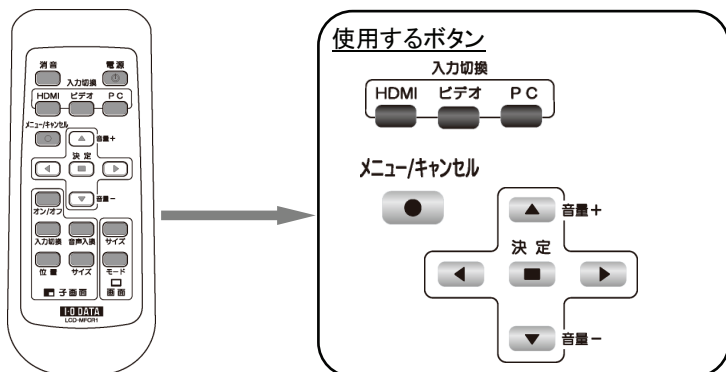 消音 電源
入力切換
HDMI ビデオ PC
メニュー/キャンセル
音量+
決定
音量-
オン/オフ
入力切換 音声入換 サイズ
位置 サイズ モード
子画面 画面
I-O DATA
LCD-MFCR1
使用するボタン
入力切換
HDMI ビデオ PC
メニュー/キャンセル
音量+
決定
音量-